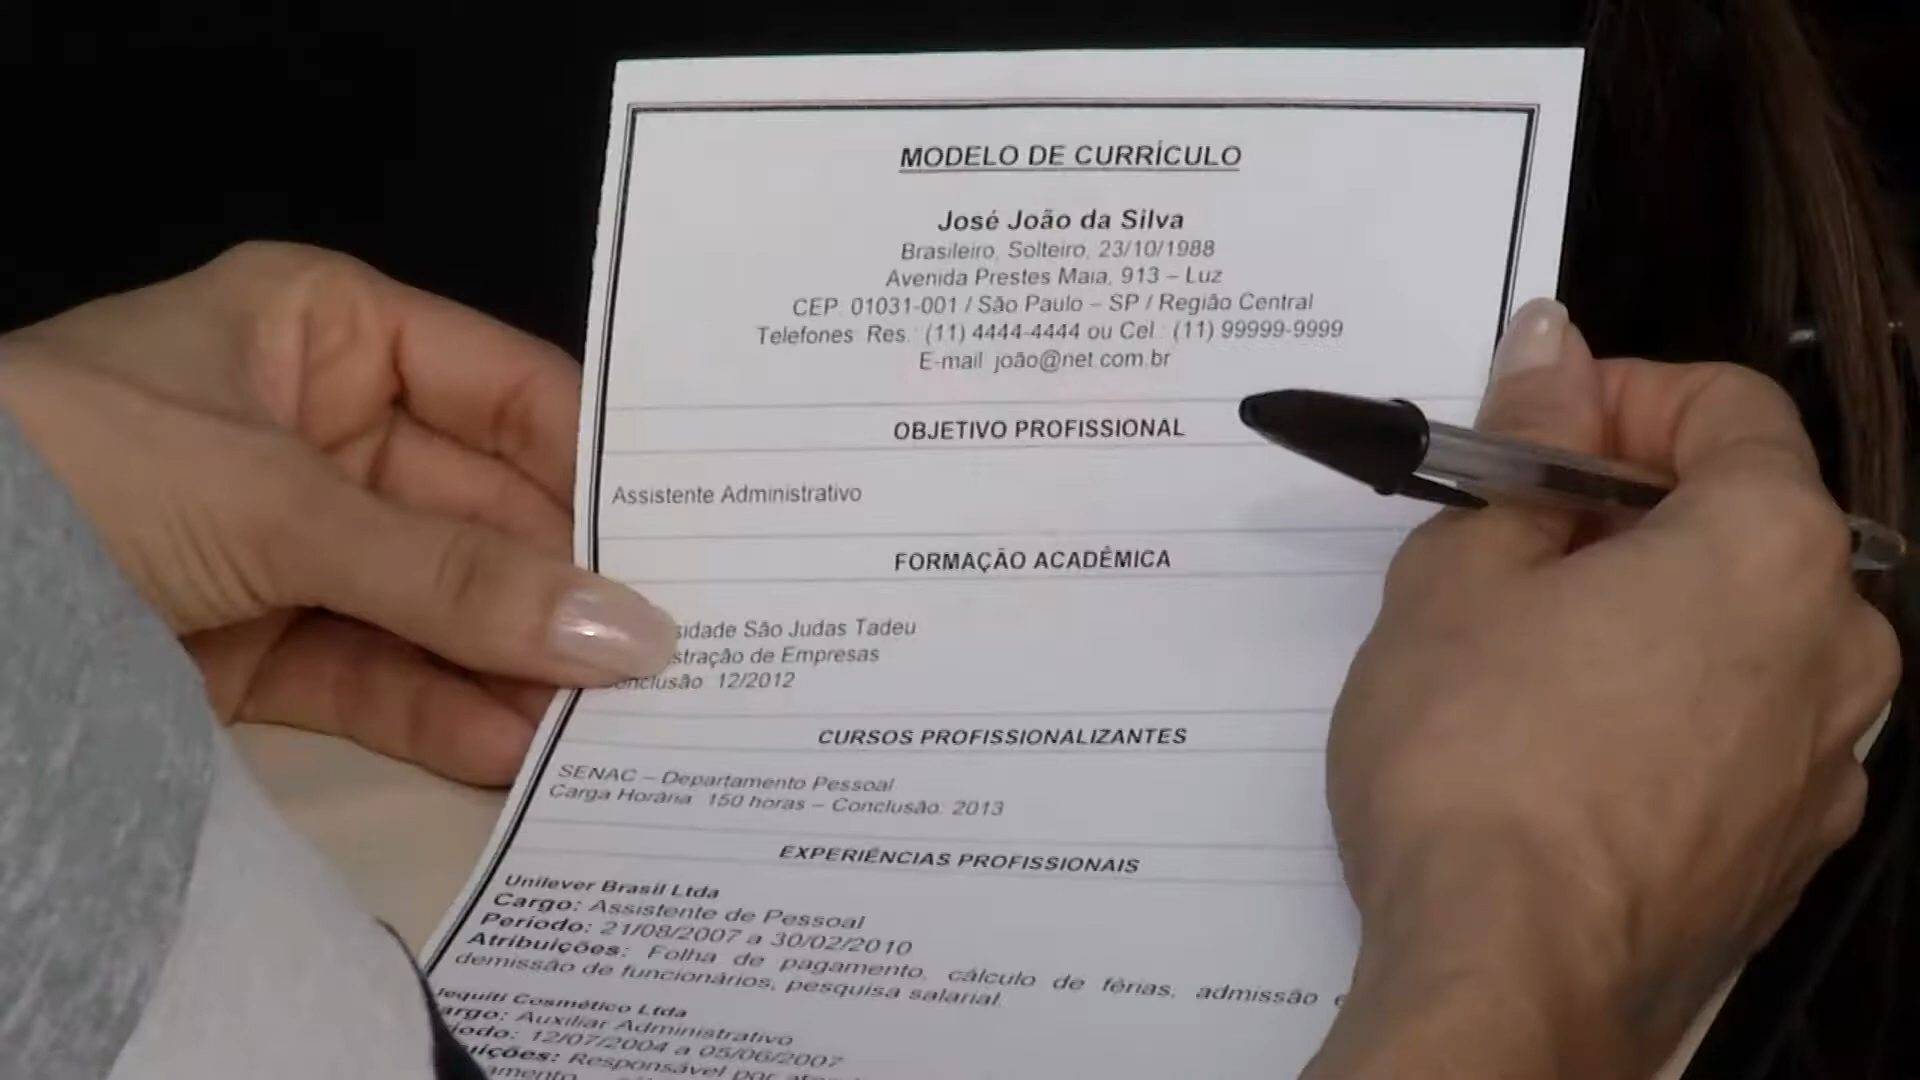 MODELO DE CURRÍCULO
José João da Silva
Brasileiro, Solteiro, 23/10/1988
Avenida Prestes Maia, 913 – Luz
CEP. 01031-001 / São Paulo – SP / Região Central
Telefones: Res.: (11) 4444-4444 ou Cel.: (11) 99999-9999
E-mail: joão@net.com.br
OBJETIVO PROFISSIONAL
Assistente Administrativo
FORMAÇÃO ACADÊMICA
sidade São Judas Tadeu
stração de Empresas
onclusão: 12/2012
CURSOS PROFISSIONALIZANTES
SENAC – Departamento Pessoal
Carga Horária: 150 horas – Conclusão: 2013
EXPERIÊNCIAS PROFISSIONAIS
Unilever Brasil Ltda
Cargo: Assistente de Pessoal
Período: 21/08/2007 a 30/02/2010
Atribuições: Folha de pagamento, cálculo de férias, admissão e
demissão de funcionários, pesquisa salarial.
Jequiti Cosmético Ltda
argo: Auxiliar Administrativo
íodo: 12/07/2004 a 05/06/2007
uições: Responsável por